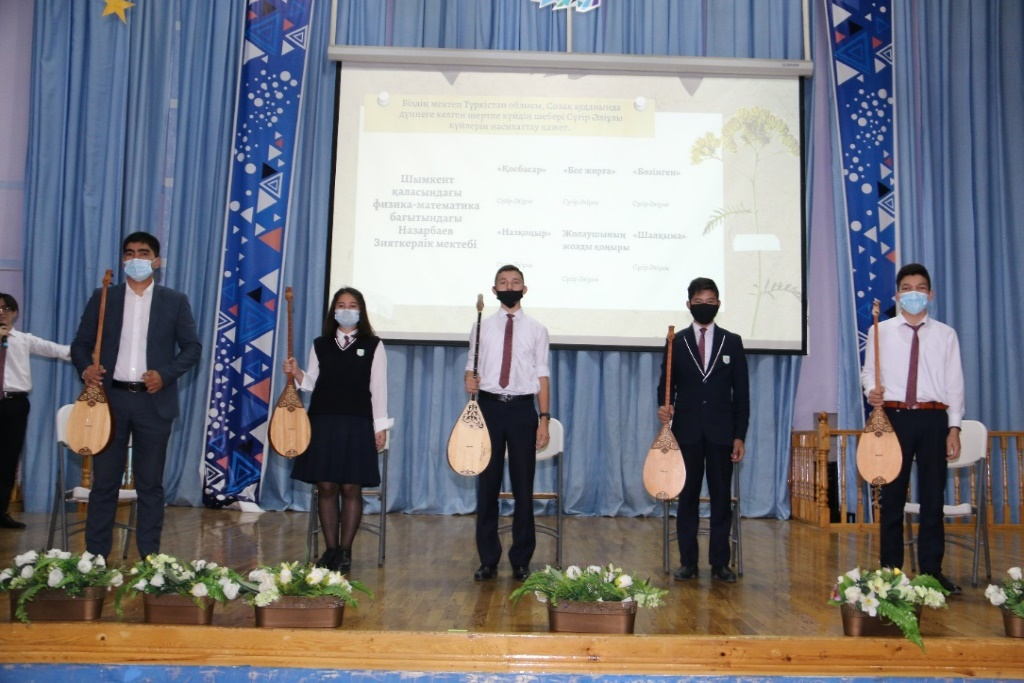 Біздің мектеп Түркістан облысы, Созақ ауданында
дүниеге келген шертпе күйдің шебері Сүгір Әліұлы
күйлерін насихаттау қажет.
Шымкент
қаласындағы
физика-математика
бағытындағы
Назарбаев
Зияткерлік мектебі
«Қосбасар» «Бес жорға» «Бозінген»
Сүгір Әліұлы Сүгір Әліұлы Сүгір Әліұлы
«Назқоңыр» Жолаушының «Шалқыма»
жолды қоңыры
Сүгір Әліұлы
Сүгір Әліұлы